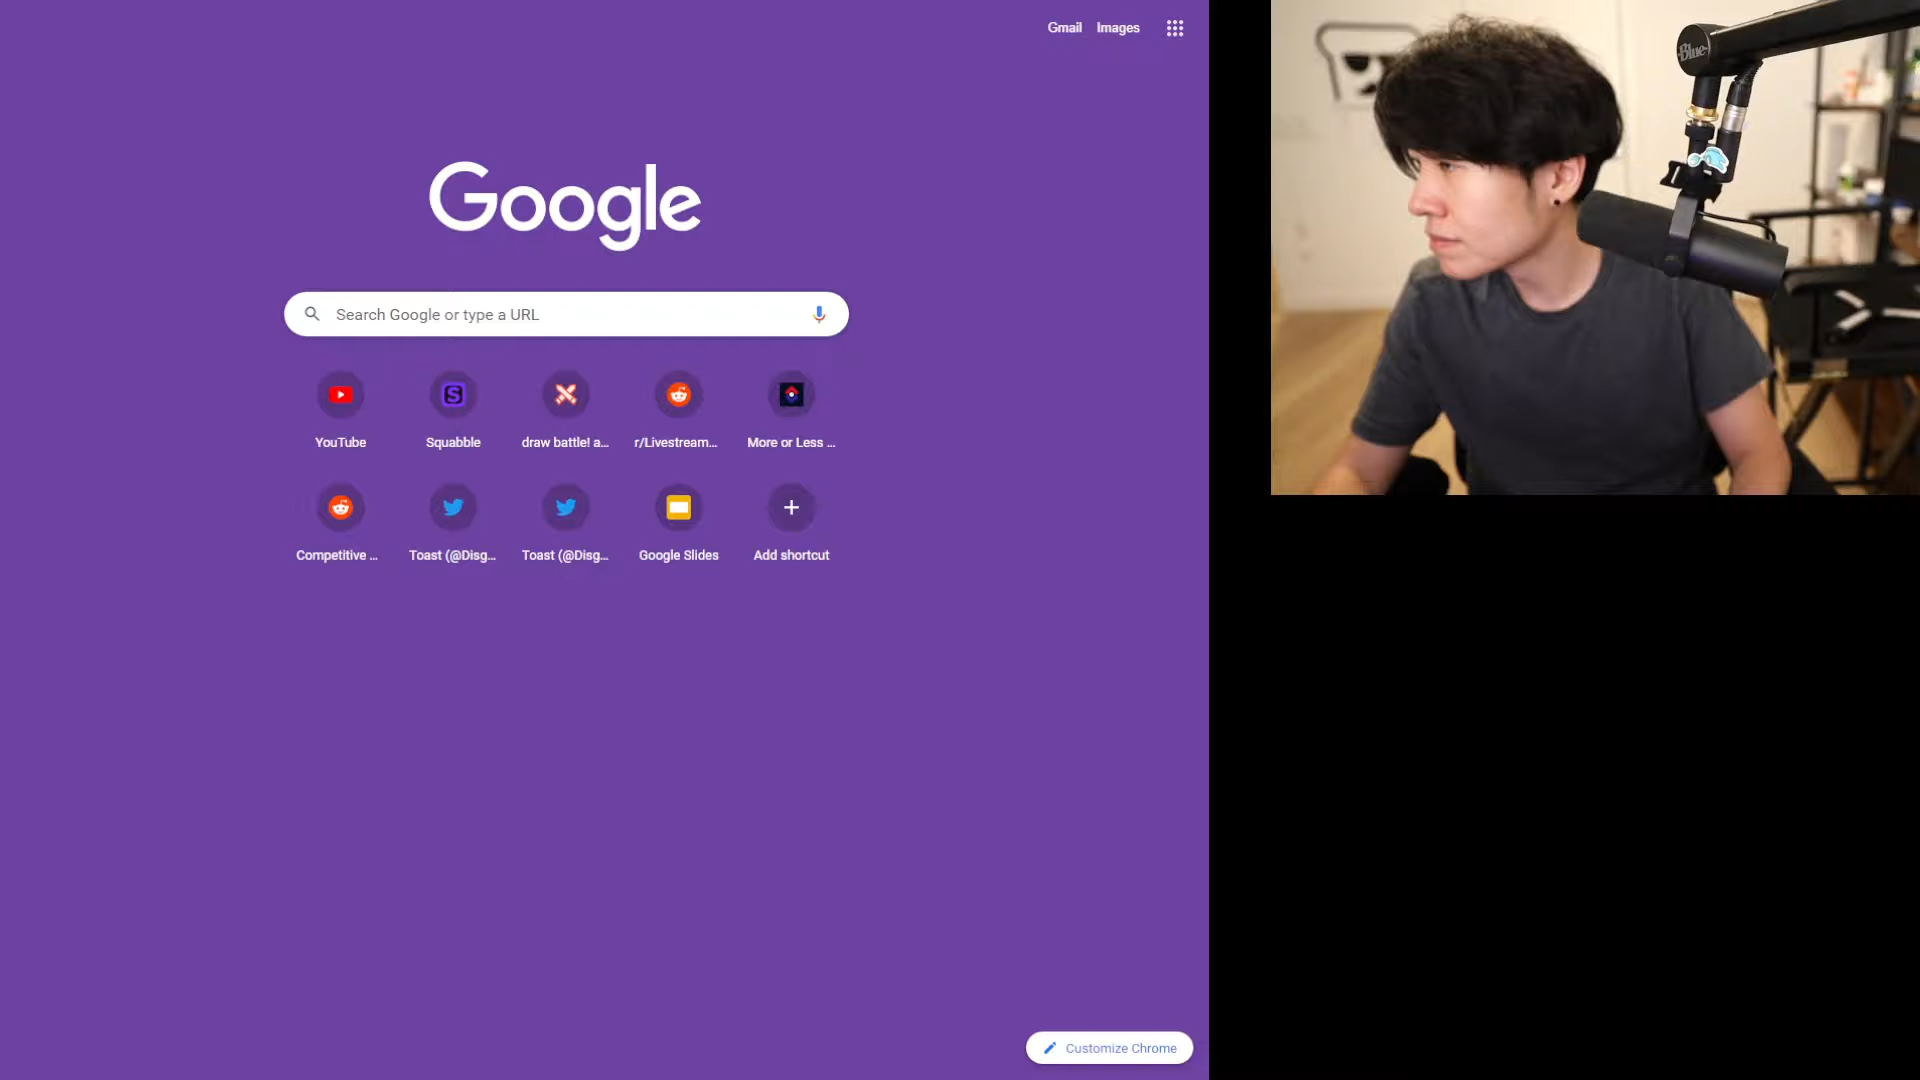 Gmail Images
Google
Search Google or type a URL
YouTube
Squabble
draw battle! a...
r/Livestream...
More or Less ...
Competitive ...
Toast (@Disg...
Toast (@Disg...
Google Slides
Add shortcut
Customize Chrome
Blue
S